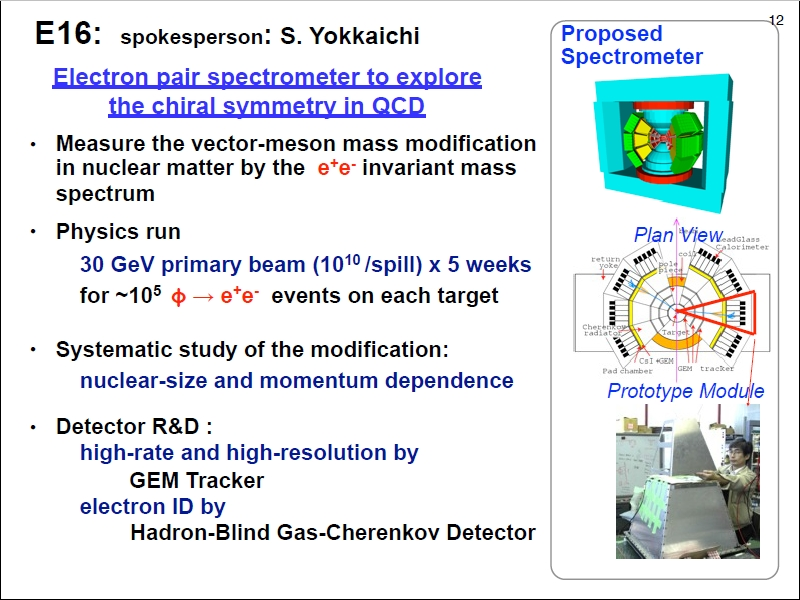 12
E16: spokesperson: S. Yokkaichi
Electron pair spectrometer to explore
the chiral symmetry in QCD
• Measure the vector-meson mass modification
in nuclear matter by the e⁺e⁻ invariant mass
spectrum
• Physics run
30 GeV primary beam (10¹⁰ /spill) x 5 weeks
for ~10⁵ ϕ → e⁺e⁻ events on each target
• Systematic study of the modification:
nuclear-size and momentum dependence
• Detector R&D :
high-rate and high-resolution by
GEM Tracker
electron ID by
Hadron-Blind Gas-Cherenkov Detector
Proposed
Spectrometer
Plan View
LeadGlass
Calorimeter
coil
return
yoke
pole
piece
Cherenkov
radiator
Target
CsI+GEM
Pad chamber
GEM tracker
Prototype Module